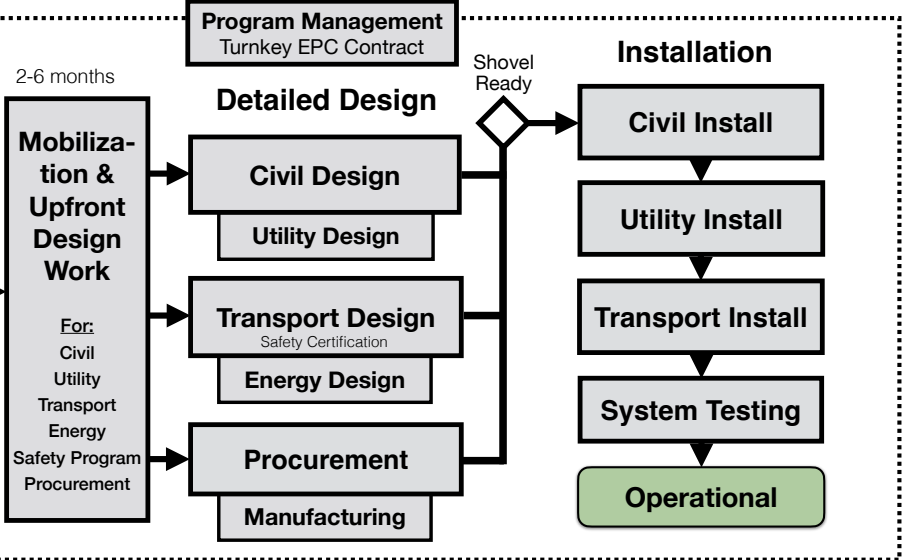 Program Management
Turnkey EPC Contract
2-6 months
Mobiliza-
tion &
Upfront
Design
Work
For:
Civil
Utility
Transport
Energy
Safety Program
Procurement
Detailed Design
Civil Design
Utility Design
Transport Design
Safety Certification
Energy Design
Procurement
Manufacturing
Shovel
Ready
Installation
Civil Install
Utility Install
Transport Install
System Testing
Operational